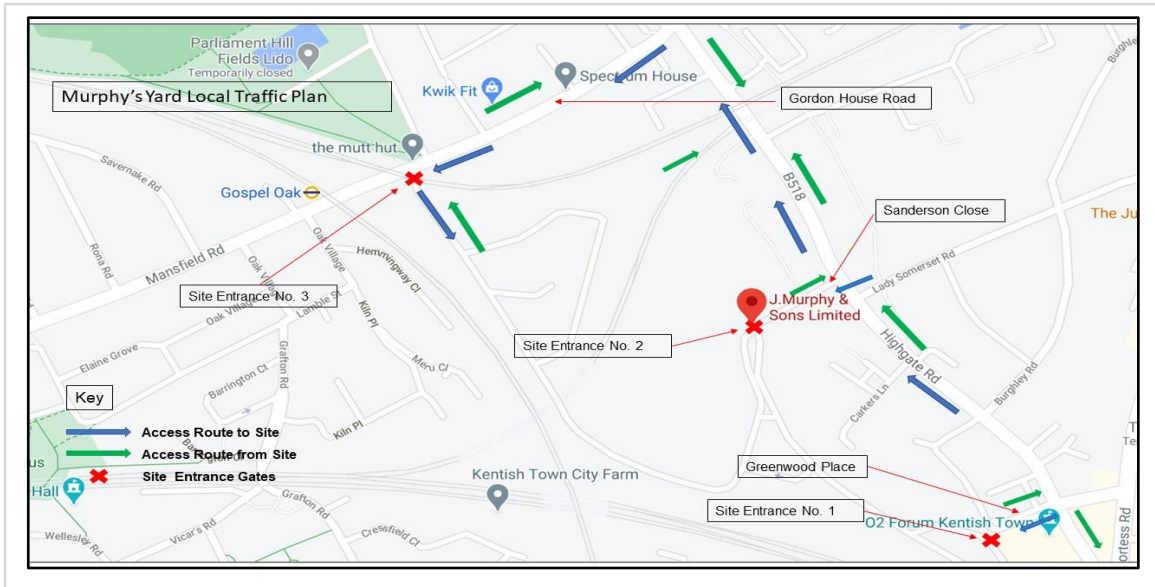 Parliament Hill
Fields Lido
Temporarily closed
Murphy's Yard Local Traffic Plan
Kwik Fit
Spectrum House
Gordon House Road
Burghley
the mutt hut
Savernake Rd
Gospel Oak
B518
Sanderson Close
The Ju
Rona Rd
Mansfield Rd
Oak Village
Oak Village
Hemmingway Cl
Lady Somerset Rd
Site Entrance No. 3
Oak Village
Lamble St
Kiln Pl
J.Murphy &
Sons Limited
Site Entrance No. 2
Elaine Grove
Grafton Rd
Meru Cl
Highgate Rd
Barrington Ct
Carkers Ln
Burghley Rd
Key
Kiln Pl
Access Route to Site
Access Route from Site
Site Entrance Gates
Hall
Kentish Town City Farm
Greenwood Place
Site Entrance No. 1
O2 Forum Kentish Town
Grafton Rd
Vicar's Rd
Cressfield Cl
Wellesley Rd
ortess Rd